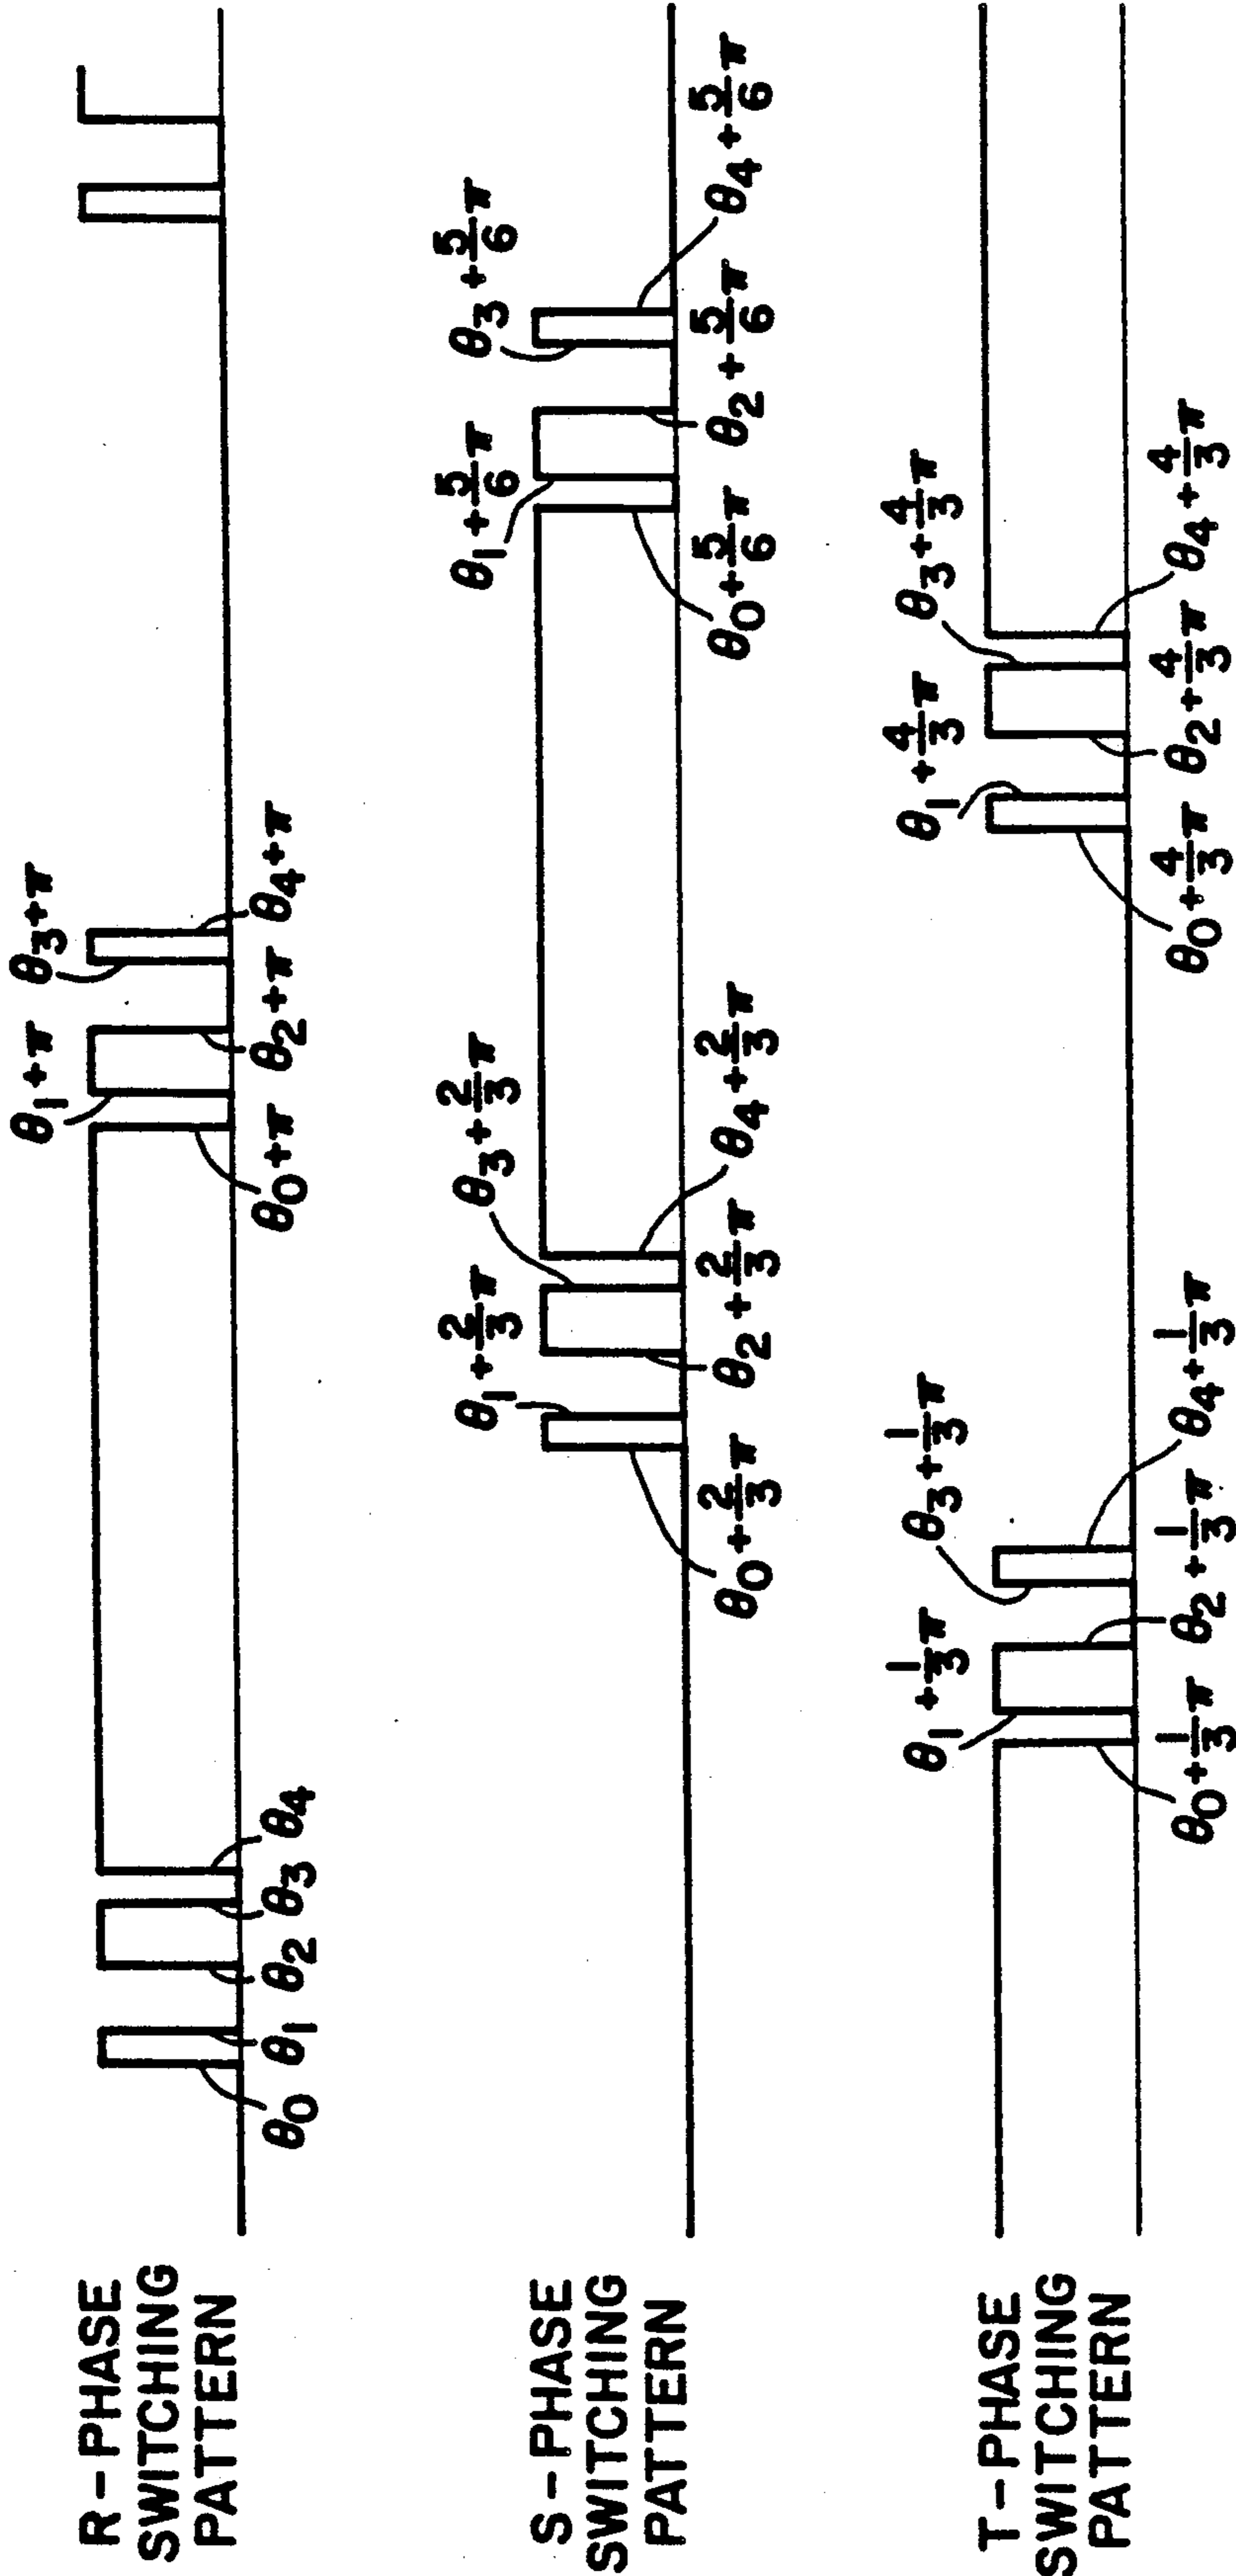 R-PHASE
SWITCHING
PATTERN
θ0
θ1
θ2
θ3
θ4
θ0+π
θ1+π
θ2+π
θ3+π
θ4+π
S-PHASE
SWITCHING
PATTERN
θ0+2/3π
θ1+2/3π
θ2+2/3π
θ3+2/3π
θ4+2/3π
θ0+5/6π
θ1+5/6π
θ2+5/6π
θ3+5/6π
θ4+5/6π
T-PHASE
SWITCHING
PATTERN
θ0+1/3π
θ1+1/3π
θ2+1/3π
θ3+1/3π
θ4+1/3π
θ0+4/3π
θ1+4/3π
θ2+4/3π
θ3+4/3π
θ4+4/3π